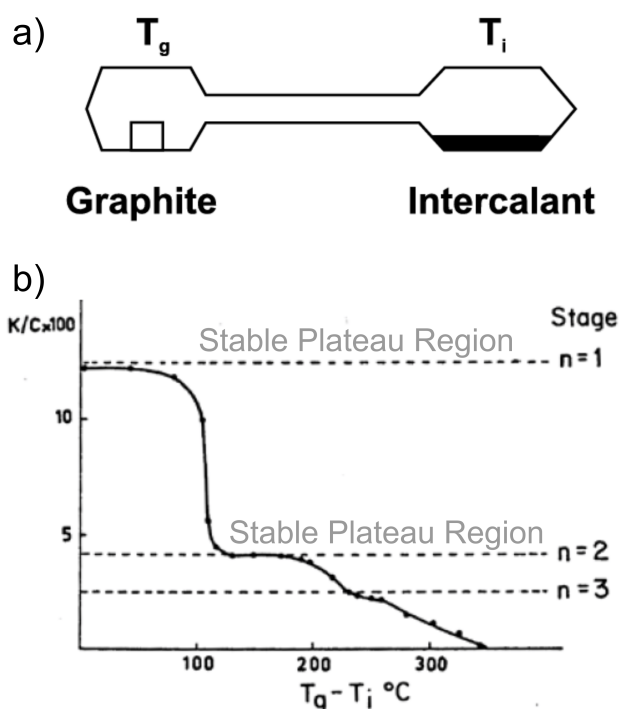 a)
Tg Ti
Graphite Intercalant
b)
K/C×100
Stable Plateau Region
Stage
n=1
10
5
Stable Plateau Region
n=2
n=3
100 200 300
Tg-Ti °C